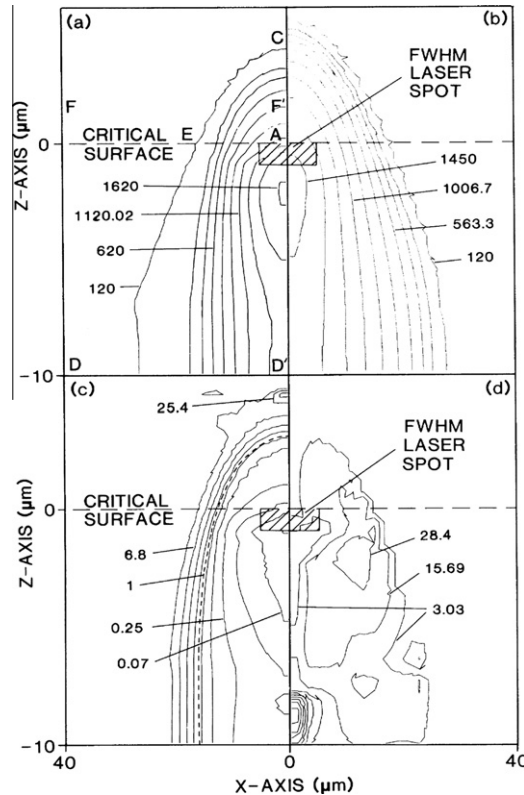 (a)
(b)
C
FWHM
LASER
SPOT
F
F'
CRITICAL
SURFACE
E
A
0
Z-AXIS (μm)
1620
1120.02
620
120
1450
1006.7
563.3
120
D
D'
-10
(c)
(d)
25.4
FWHM
LASER
SPOT
CRITICAL
SURFACE
0
Z-AXIS (μm)
6.8
1
0.25
0.07
28.4
15.69
3.03
-10
40
0
40
X-AXIS (μm)